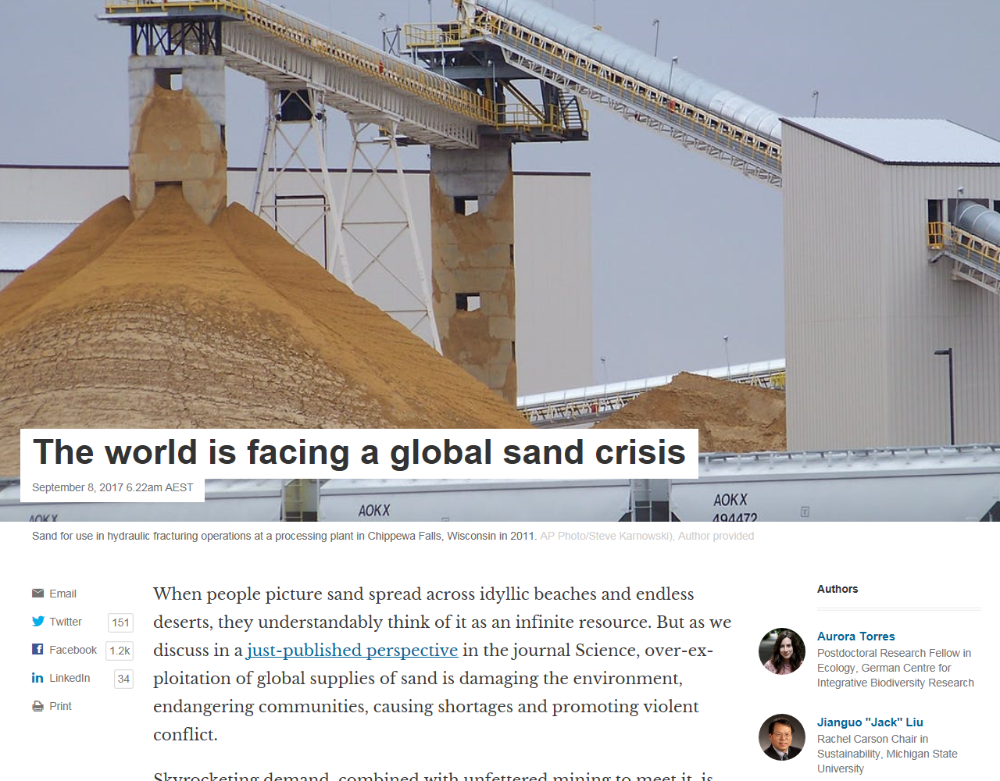 The world is facing a global sand crisis
September 8, 2017 6.22am AEST
AOKX
AOKX
AOKX
494472
Sand for use in hydraulic fracturing operations at a processing plant in Chippewa Falls, Wisconsin in 2011. AP Photo/Steve Karnowski), Author provided
Email
Twitter 151
Facebook 1.2k
LinkedIn 34
Print
When people picture sand spread across idyllic beaches and endless
deserts, they understandably think of it as an infinite resource. But as we
discuss in a just-published perspective in the journal Science, over-ex-
ploitation of global supplies of sand is damaging the environment,
endangering communities, causing shortages and promoting violent
conflict.
Skyrocketing demand, combined with unfettered mining to meet it, is
Authors
Aurora Torres
Postdoctoral Research Fellow in
Ecology, German Centre for
Integrative Biodiversity Research
Jianguo "Jack" Liu
Rachel Carson Chair in
Sustainability, Michigan State
University